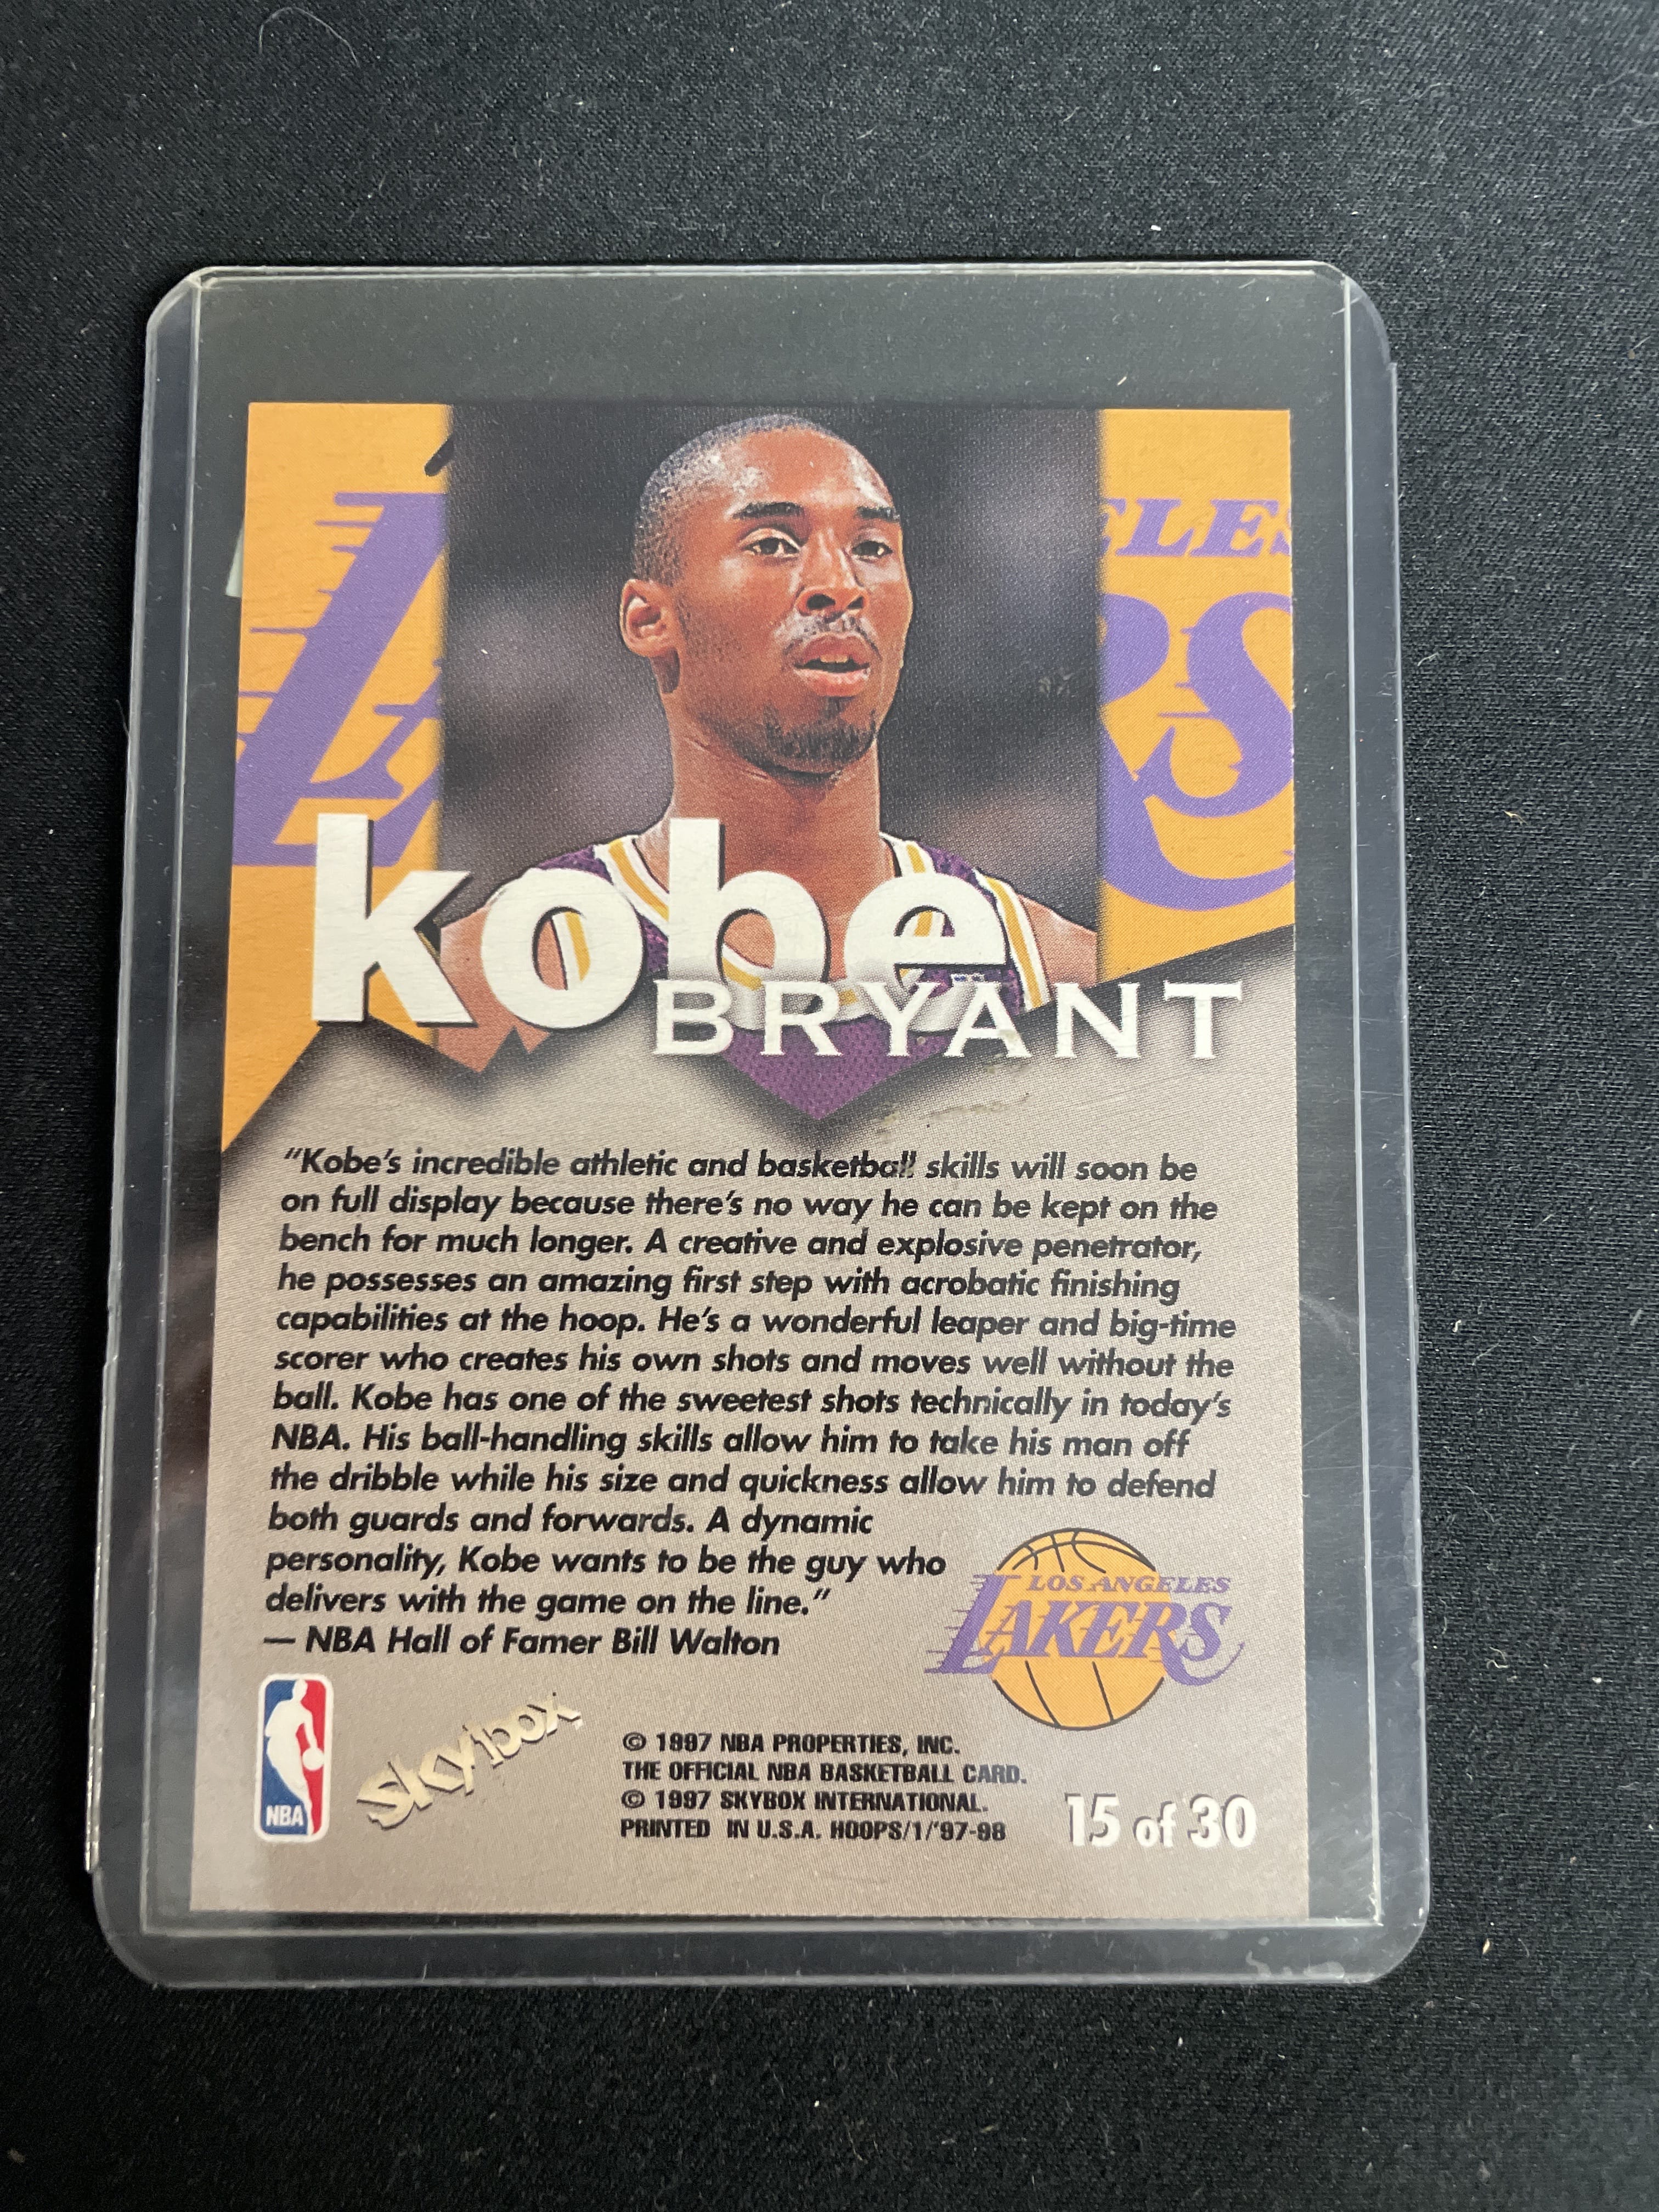 ELES
kobe
BRYANT
"Kobe's incredible athletic and basketball skills will soon be
on full display because there's no way he can be kept on the
bench for much longer. A creative and explosive penetrator,
he possesses an amazing first step with acrobatic finishing
capabilities at the hoop. He's a wonderful leaper and big-time
scorer who creates his own shots and moves well without the
ball. Kobe has one of the sweetest shots technically in today's
NBA. His ball-handling skills allow him to take his man off
the dribble while his size and quickness allow him to defend
both guards and forwards. A dynamic
personality, Kobe wants to be the guy who
delivers with the game on the line."
— NBA Hall of Famer Bill Walton
LOS ANGELES
LAKERS
NBA
skybox
© 1997 NBA PROPERTIES, INC.
THE OFFICIAL NBA BASKETBALL CARD.
© 1997 SKYBOX INTERNATIONAL.
PRINTED IN U.S.A. HOOPS/1/'97-98
15 of 30